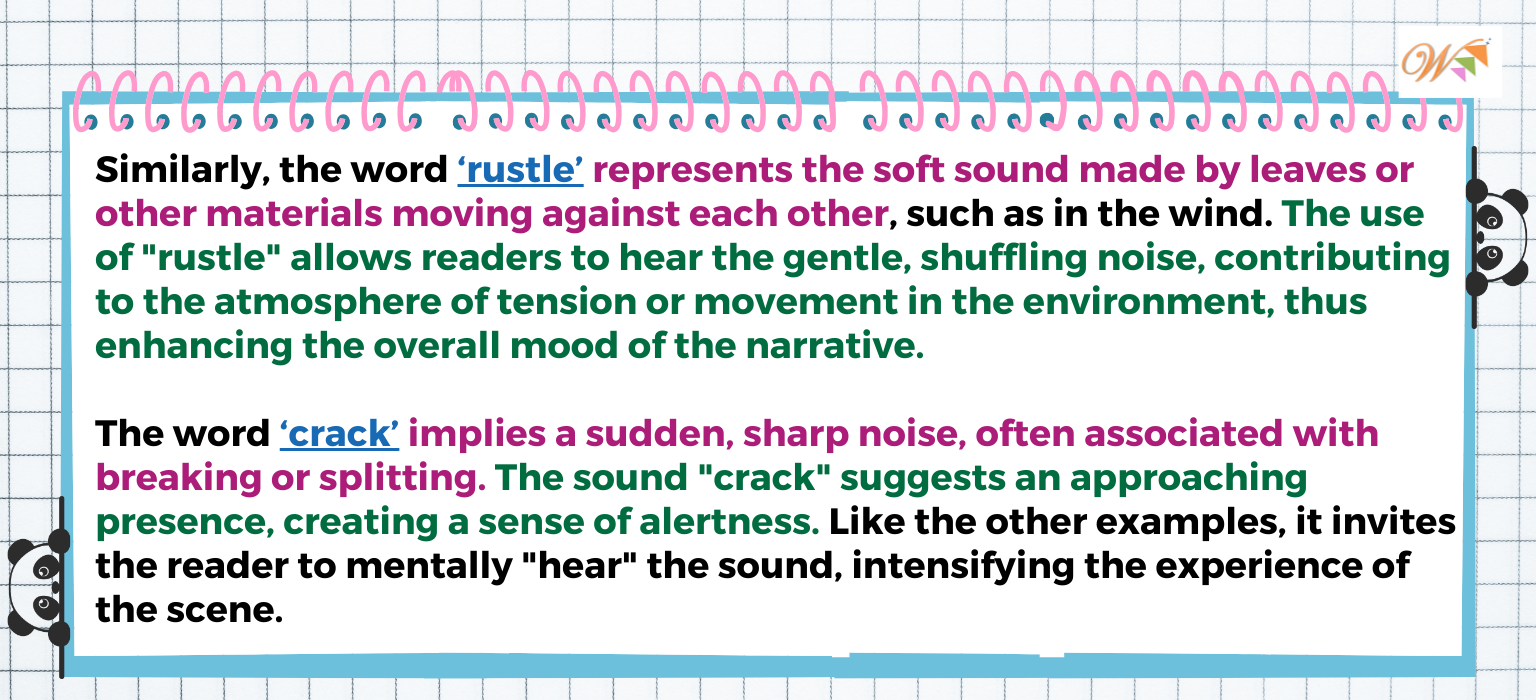 W
Similarly, the word ‘rustle’ represents the soft sound made by leaves or
other materials moving against each other, such as in the wind. The use
of "rustle" allows readers to hear the gentle, shuffling noise, contributing
to the atmosphere of tension or movement in the environment, thus
enhancing the overall mood of the narrative.
The word ‘crack’ implies a sudden, sharp noise, often associated with
breaking or splitting. The sound "crack" suggests an approaching
presence, creating a sense of alertness. Like the other examples, it invites
the reader to mentally "hear" the sound, intensifying the experience of
the scene.